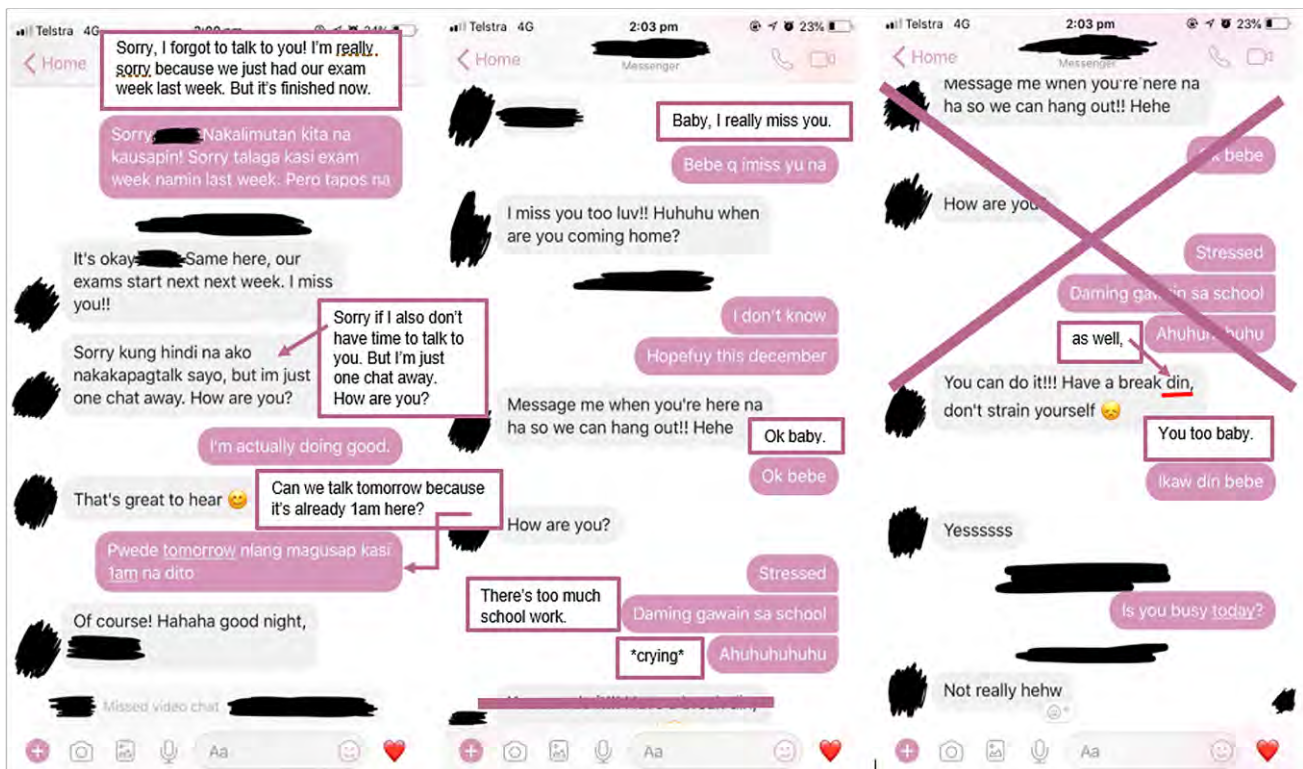 Telstra 4G
Sorry, I forgot to talk to you! I'm really
sorry because we just had our exam
week last week. But it's finished now.
Home
Sorry Nakalimutan kita na
kausapin! Sorry talaga kasi exam
week namin last week. Pero tapos na
It's okay Same here, our
exams start next next week. I miss
you!!
Sorry if I also don't
have time to talk to
you. But I'm just
one chat away.
How are you?
Sorry kung hindi na ako
nakakapagtalk sayo, but im just
one chat away. How are you?
I'm actually doing good.
That's great to hear 😊
Can we talk tomorrow because
it's already 1am here?
Pwede tomorrow nlang magusap kasi
1am na dito
Of course! Hahaha good night,
Missed video chat
Aa
Telstra 4G 2:03 pm 23%
Home
Messenger
Baby, I really miss you.
Bebe q imiss yu na
I miss you too luv!! Huhuhu when
are you coming home?
I don't know
Hopefuy this december
Message me when you're here na
ha so we can hang out!! Hehe
Ok baby.
Ok bebe
How are you?
Stressed
There's too much
school work.
Daming gawain sa school
*crying*
Ahuhuhuhuhu
Aa
Telstra 4G 2:03 pm 23%
Home
Messenger
Message me when you're here na
ha so we can hang out!! Hehe
Ok bebe
How are you?
Stressed
Daming gawain sa school
as well,
Ahuhuhuhuhu
You can do it!!! Have a break din,
don't strain yourself 😞
You too baby.
Ikaw din bebe
Yessssss
Is you busy today?
Not really hehw
Aa